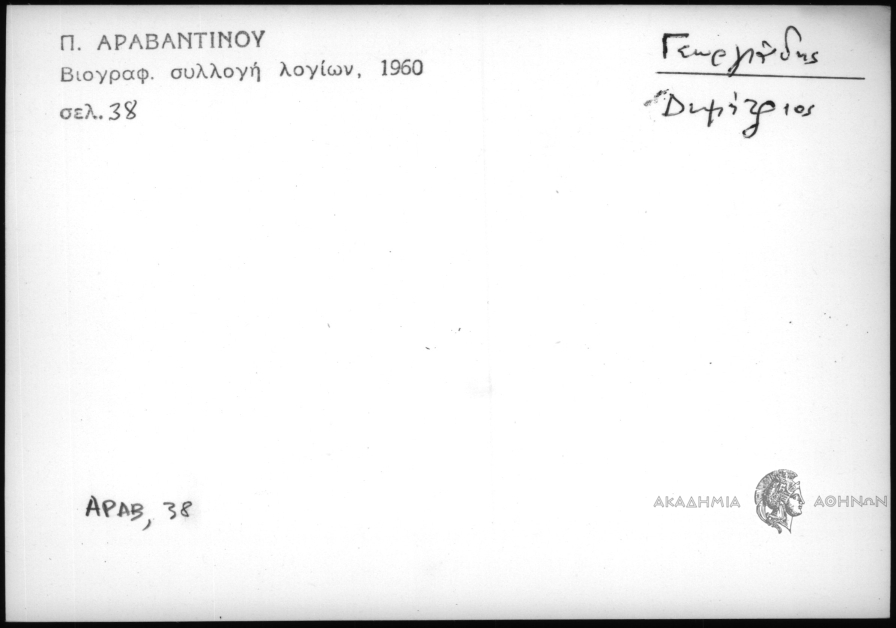 Π. ΑΡΑΒΑΝΤΙΝΟΥ
Βιογραφ. συλλογή λογίων, 1960
σελ. 38
Γεωργιάδης
Δημήτριος
ΑΡΑΒ, 38
ΑΚΑΔΗΜΙΑ ΑΘΗΝΩΝ